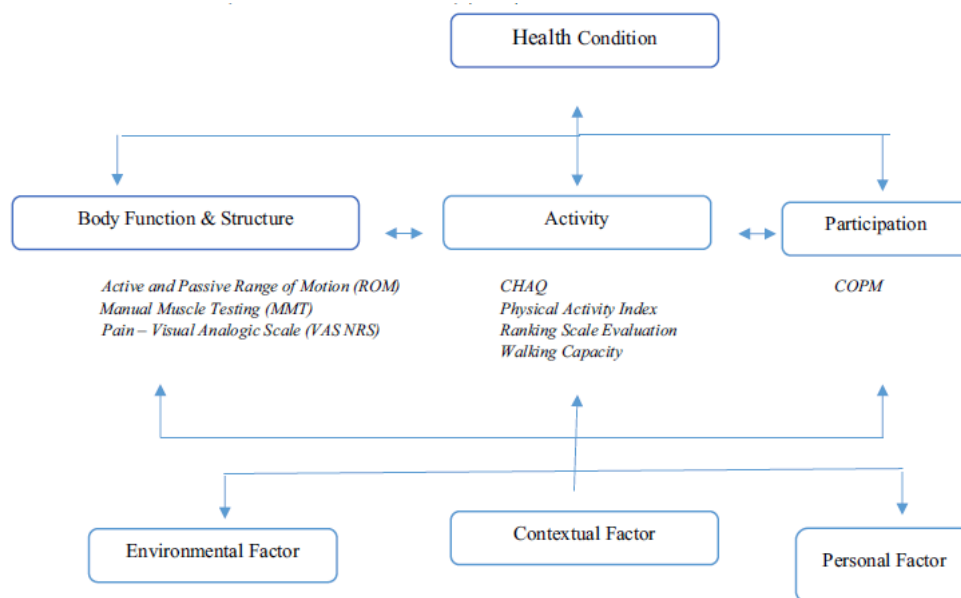 Health Condition
Body Function & Structure
Activity
Participation
Active and Passive Range of Motion (ROM)
Manual Muscle Testing (MMT)
Pain – Visual Analogic Scale (VAS NRS)
CHAQ
Physical Activity Index
Ranking Scale Evaluation
Walking Capacity
COPM
Environmental Factor
Contextual Factor
Personal Factor